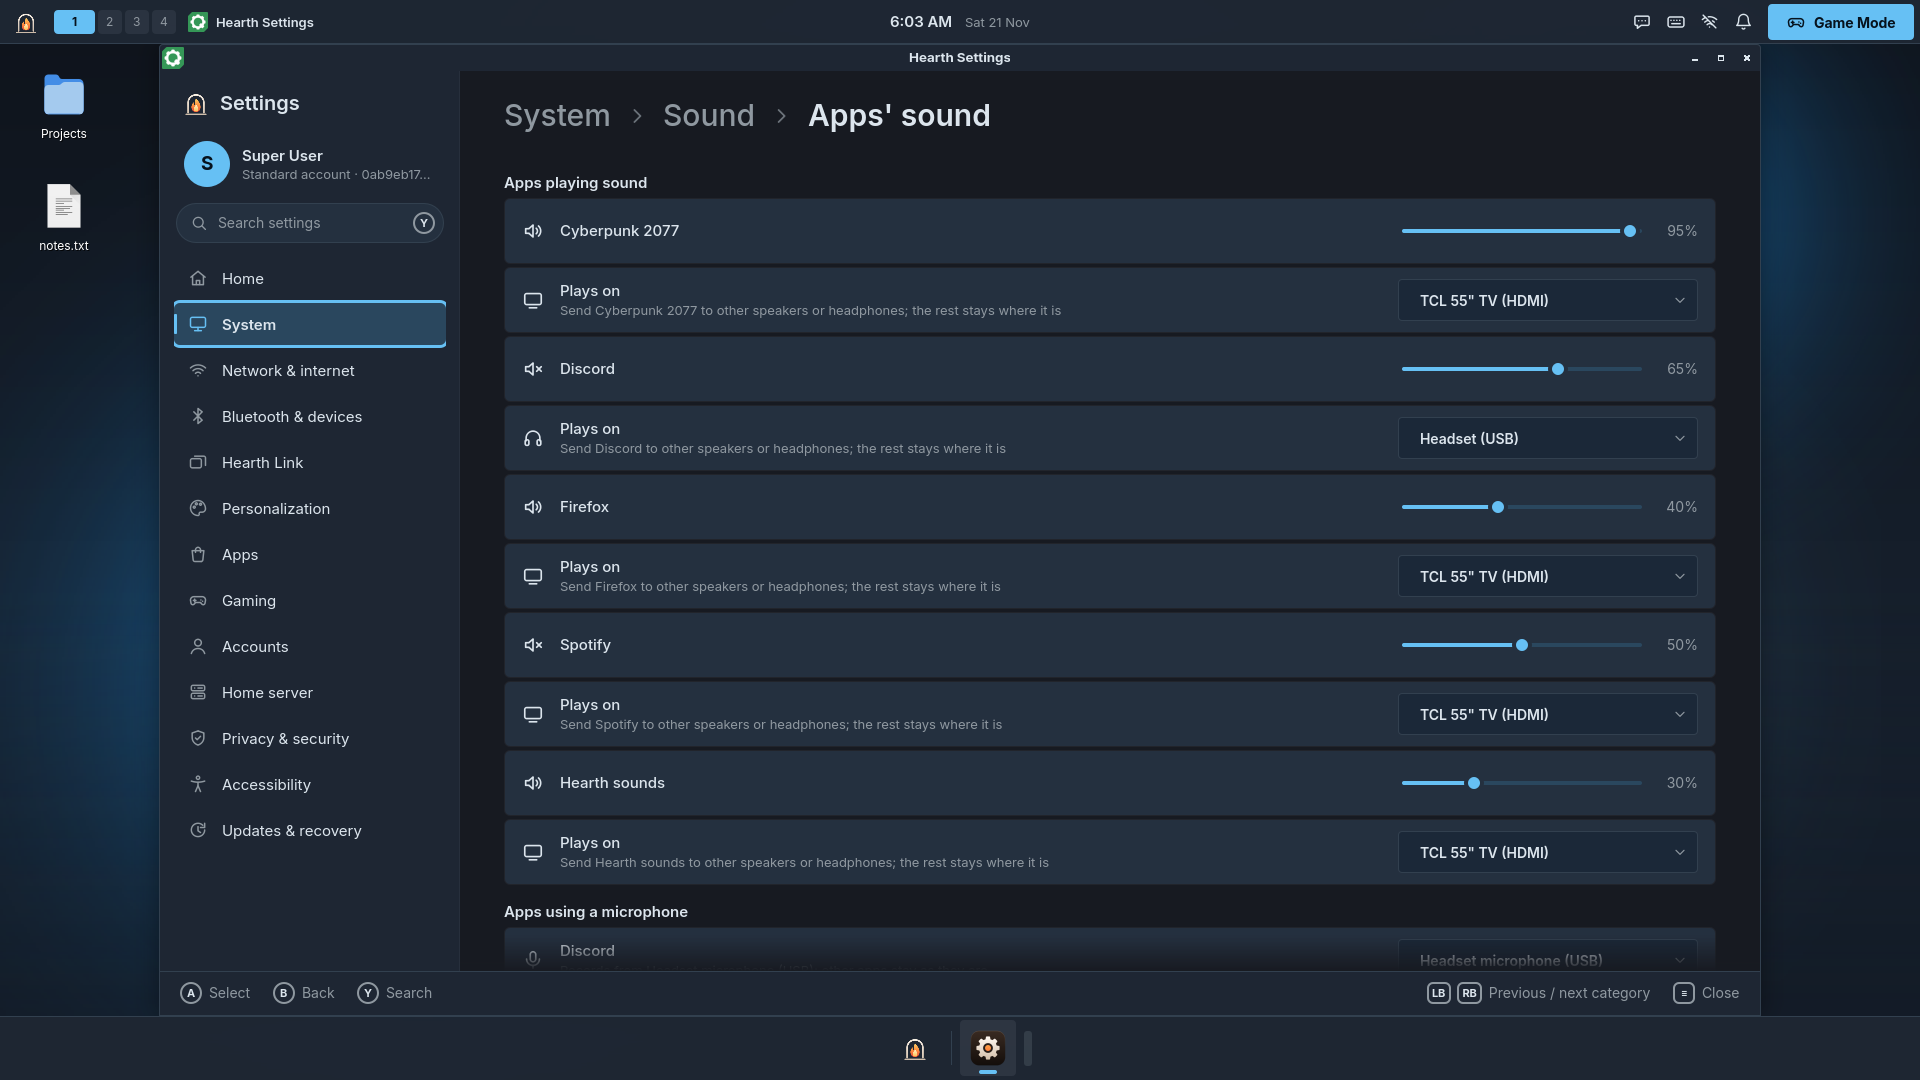 1 2 3 4 Hearth Settings 6:03 AM Sat 21 Nov Game Mode
Hearth Settings
Projects
notes.txt
Settings
S Super User
Standard account · 0ab9eb17...
Search settings Y
Home
System
Network & internet
Bluetooth & devices
Hearth Link
Personalization
Apps
Gaming
Accounts
Home server
Privacy & security
Accessibility
Updates & recovery
System > Sound > Apps' sound
Apps playing sound
Cyberpunk 2077 95%
Plays on
Send Cyberpunk 2077 to other speakers or headphones; the rest stays where it is
TCL 55" TV (HDMI)
Discord 65%
Plays on
Send Discord to other speakers or headphones; the rest stays where it is
Headset (USB)
Firefox 40%
Plays on
Send Firefox to other speakers or headphones; the rest stays where it is
TCL 55" TV (HDMI)
Spotify 50%
Plays on
Send Spotify to other speakers or headphones; the rest stays where it is
TCL 55" TV (HDMI)
Hearth sounds 30%
Plays on
Send Hearth sounds to other speakers or headphones; the rest stays where it is
TCL 55" TV (HDMI)
Apps using a microphone
Discord
Headset microphone (USB)
A Select B Back Y Search LB RB Previous / next category Close